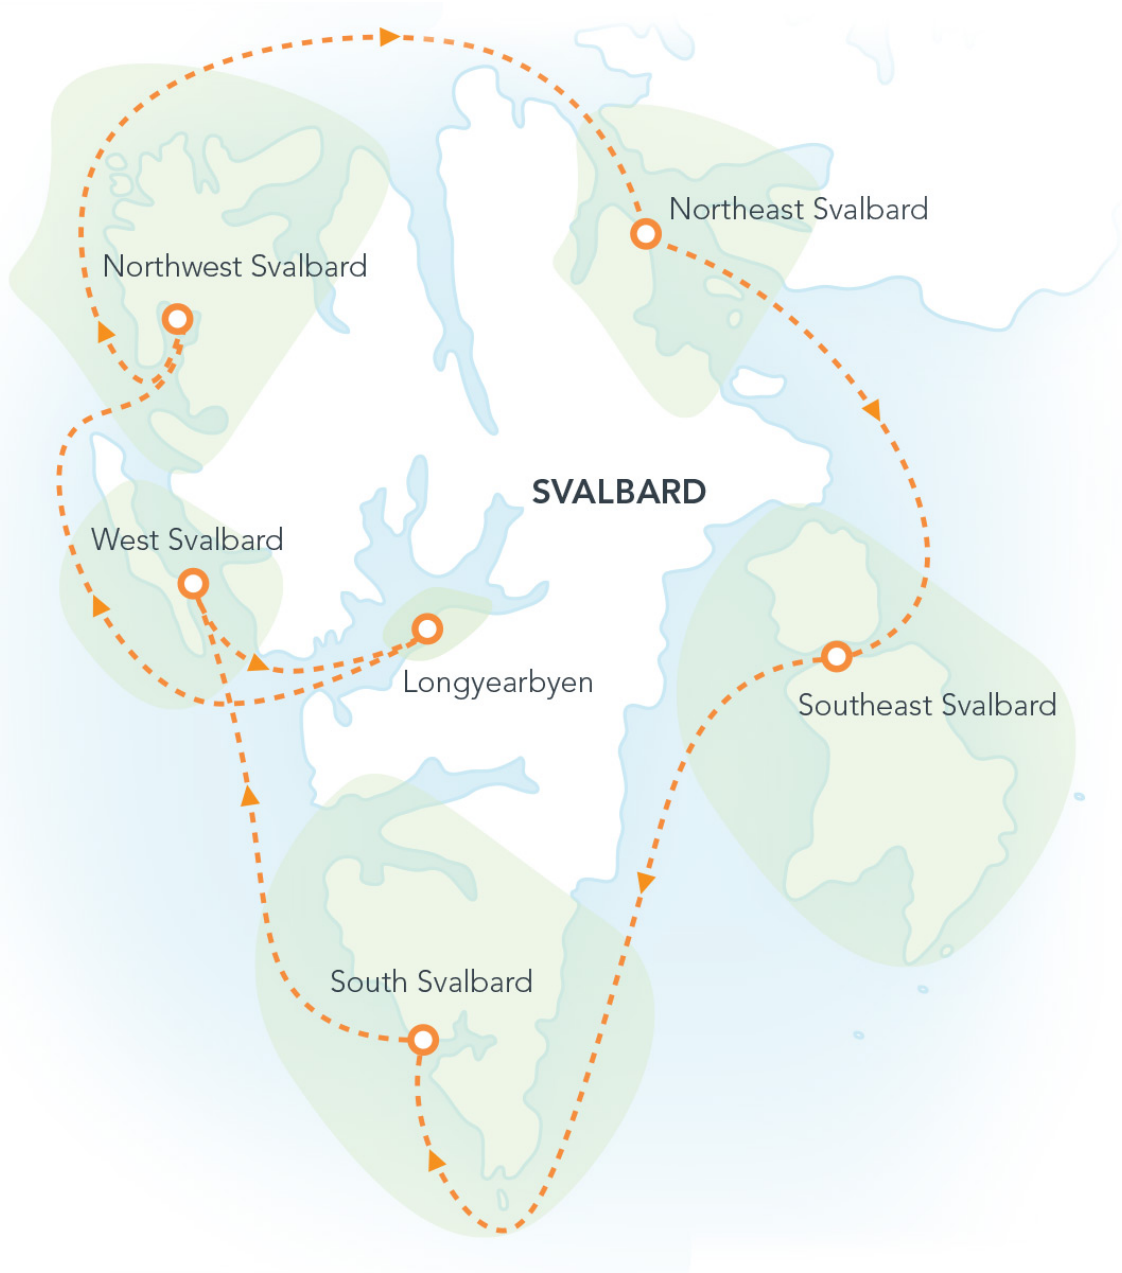 Northeast Svalbard
Northwest Svalbard
SVALBARD
West Svalbard
Longyearbyen
Southeast Svalbard
South Svalbard